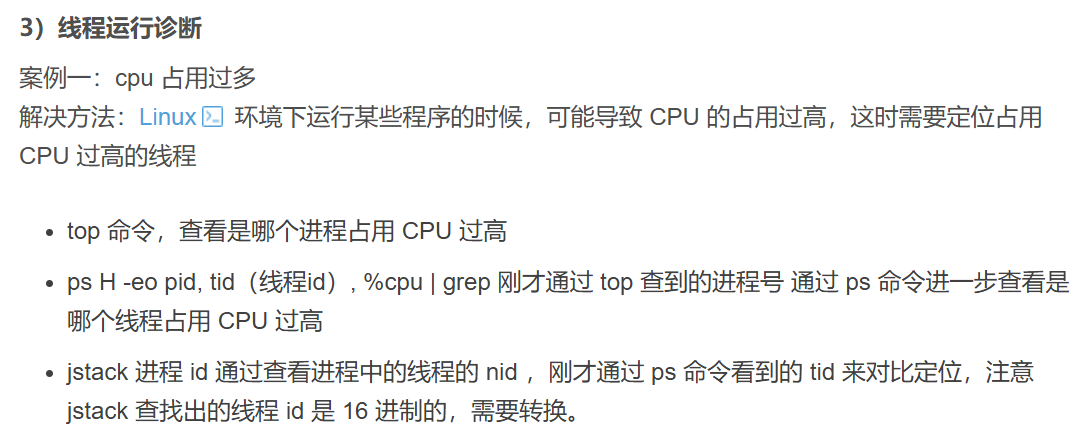 3）线程运行诊断
案例一：cpu 占用过多
解决方法：Linux 环境下运行某些程序的时候，可能导致 CPU 的占用过高，这时需要定位占用
CPU 过高的线程
top 命令，查看是哪个进程占用 CPU 过高
ps H -eo pid, tid（线程id）, %cpu | grep 刚才通过 top 查到的进程号 通过 ps 命令进一步查看是
哪个线程占用 CPU 过高
jstack 进程 id 通过查看进程中的线程的 nid ，刚才通过 ps 命令看到的 tid 来对比定位，注意
jstack 查找出的线程 id 是 16 进制的，需要转换。